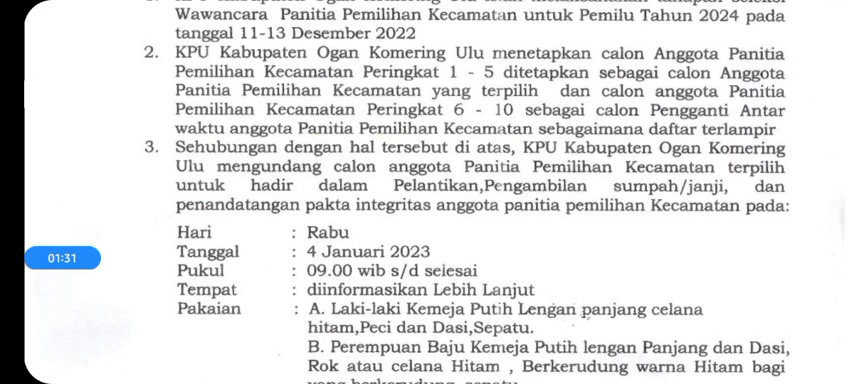 Wawancara Panitia Pemilihan Kecamatan untuk Pemilu Tahun 2024 pada
tanggal 11-13 Desember 2022
2. KPU Kabupaten Ogan Komering Ulu menetapkan calon Anggota Panitia
Pemilihan Kecamatan Peringkat 1 - 5 ditetapkan sebagai calon Anggota
Panitia Pemilihan Kecamatan yang terpilih dan calon anggota Panitia
Pemilihan Kecamatan Peringkat 6 - 10 sebagai calon Pengganti Antar
waktu anggota Panitia Pemilihan Kecamatan sebagaimana daftar terlampir
3. Sehubungan dengan hal tersebut di atas, KPU Kabupaten Ogan Komering
Ulu mengundang calon anggota Panitia Pemilihan Kecamatan terpilih
untuk hadir dalam Pelantikan,Pengambilan sumpah/janji, dan
penandatangan pakta integritas anggota panitia pemilihan Kecamatan pada:
Hari : Rabu
Tanggal : 4 Januari 2023
01:31
Pukul : 09.00 wib s/d selesai
Tempat : diinformasikan Lebih Lanjut
Pakaian : A. Laki-laki Kemeja Putih Lengan panjang celana
hitam,Peci dan Dasi,Sepatu.
B. Perempuan Baju Kemeja Putih lengan Panjang dan Dasi,
Rok atau celana Hitam , Berkerudung warna Hitam bagi